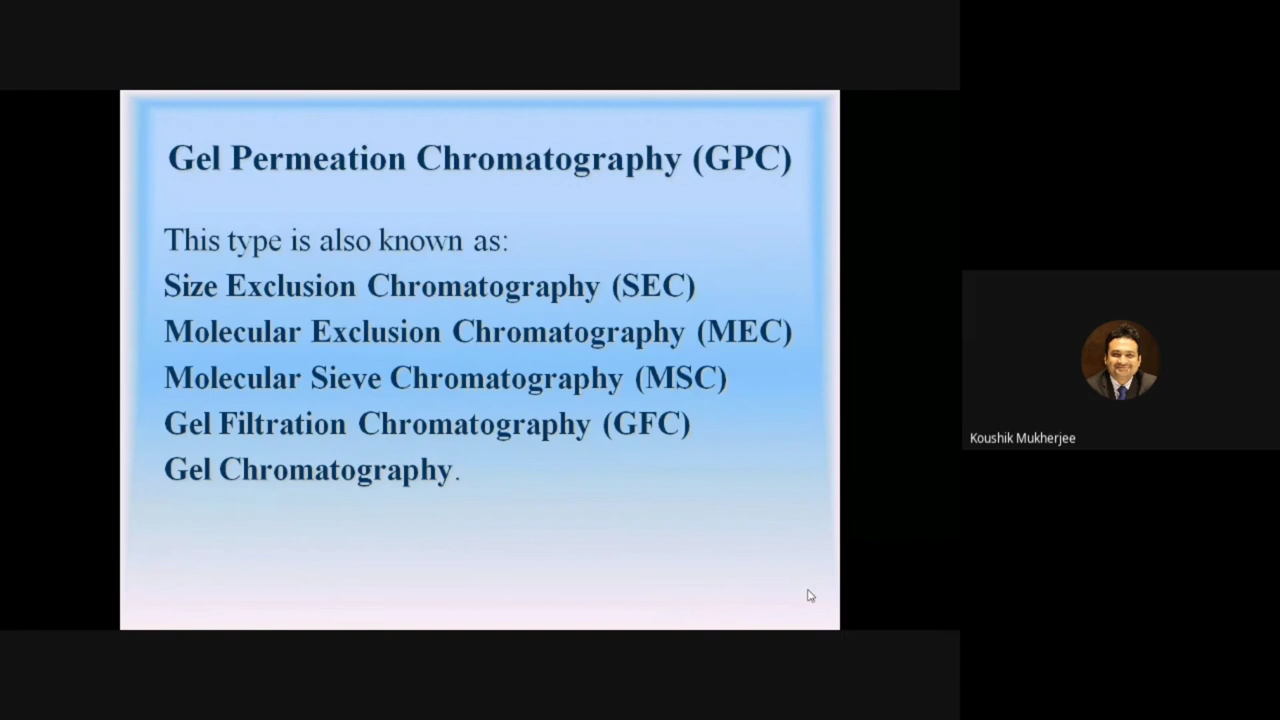 Gel Permeation Chromatography (GPC)
This type is also known as:
Size Exclusion Chromatography (SEC)
Molecular Exclusion Chromatography (MEC)
Molecular Sieve Chromatography (MSC)
Gel Filtration Chromatography (GFC)
Gel Chromatography.
Koushik Mukherjee